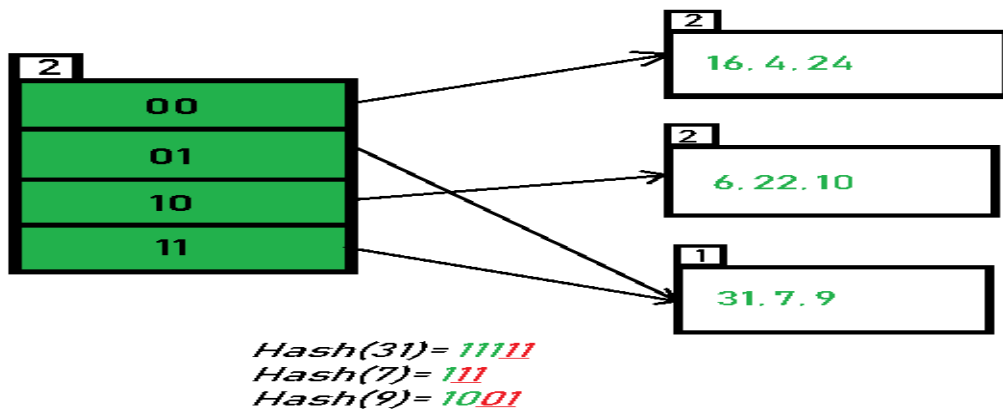 2
00
01
10
11
2
16. 4. 24
2
6. 22. 10
1
31. 7. 9
Hash(31)= 11111
Hash(7)= 111
Hash(9)= 1001